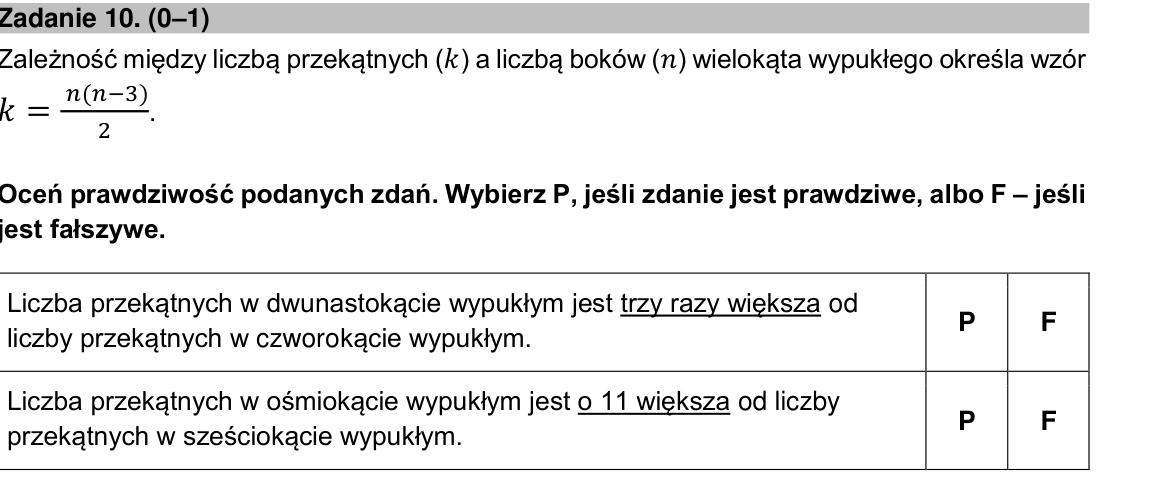 Zadanie 10. (0–1)
Zależność między liczbą przekątnych (k) a liczbą boków (n) wielokąta wypukłego określa wzór
k = n(n−3)/2.
Oceń prawdziwość podanych zdań. Wybierz P, jeśli zdanie jest prawdziwe, albo F – jeśli
jest fałszywe.
Liczba przekątnych w dwunastokącie wypukłym jest trzy razy większa od
liczby przekątnych w czworokącie wypukłym.
P F
Liczba przekątnych w ośmiokącie wypukłym jest o 11 większa od liczby
przekątnych w sześciokącie wypukłym.
P F